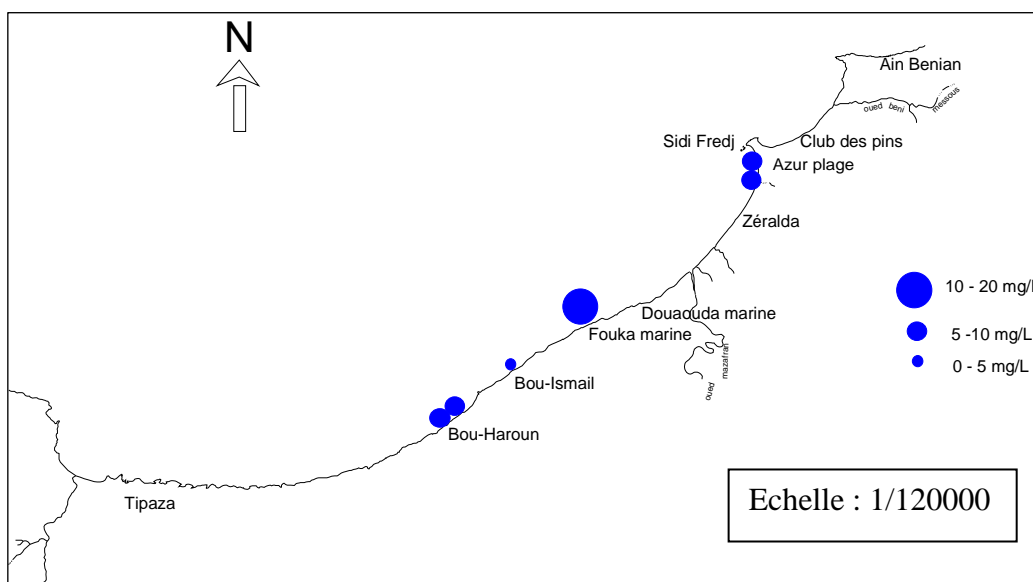 N
Ain Benian
oued beni messous
Sidi Fredj
Club des pins
Azur plage
Zéralda
10 - 20 mg/L
5 -10 mg/L
0 - 5 mg/L
Douaouda marine
Fouka marine
oued mazafran
Bou-Ismail
Bou-Haroun
Tipaza
Echelle : 1/120000